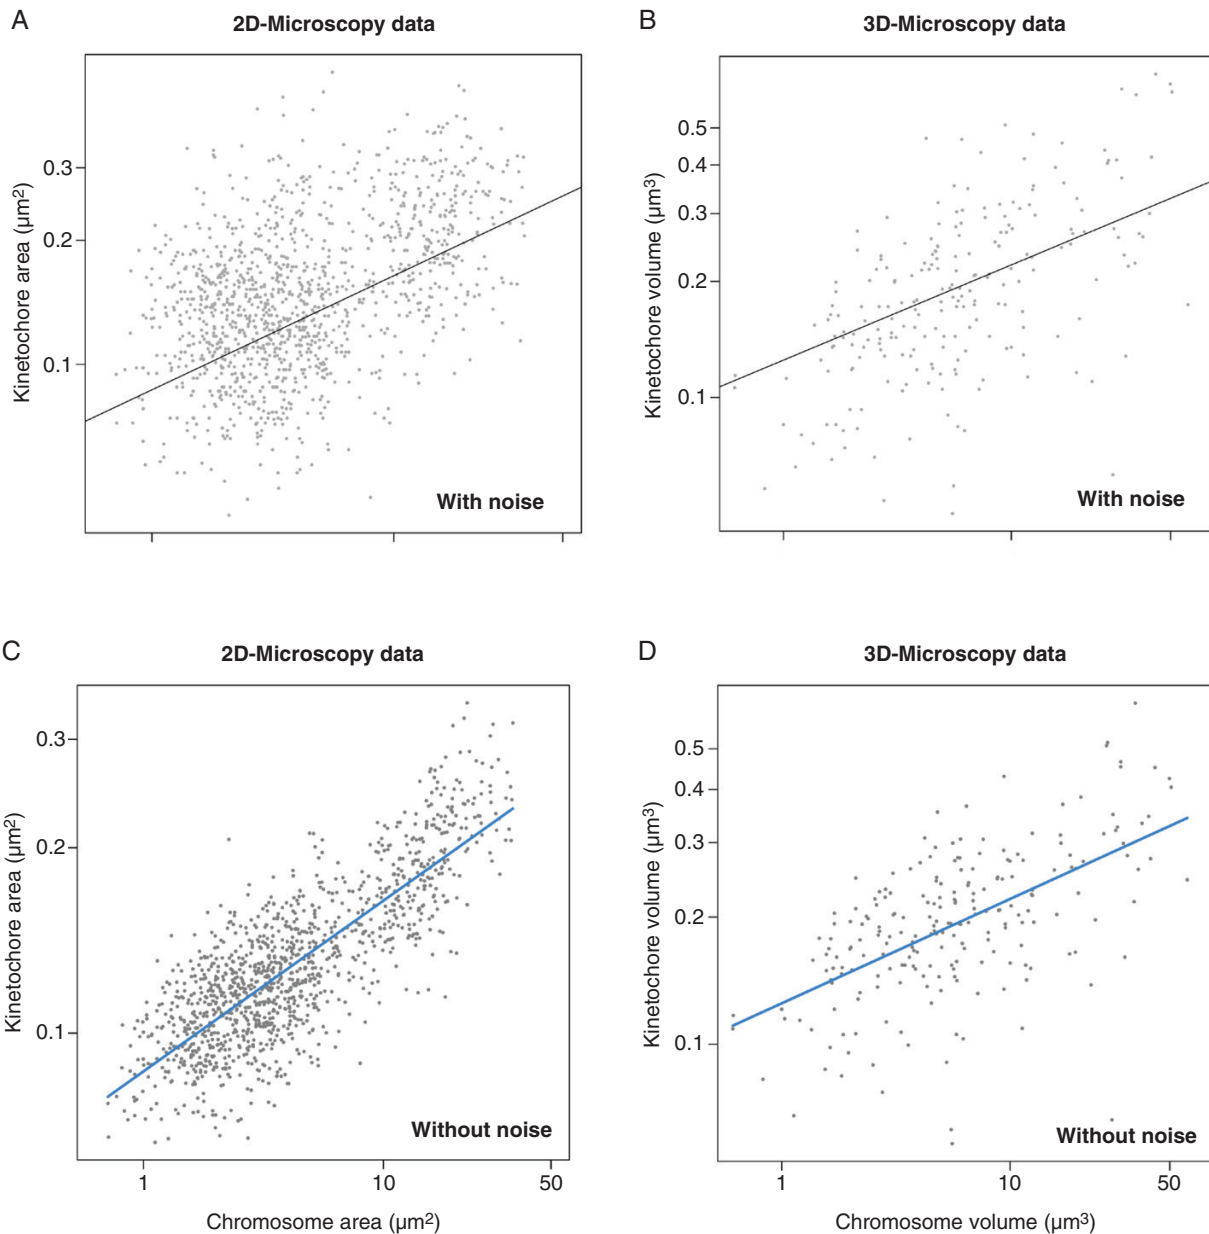 A
2D-Microscopy data
Kinetochore area (µm²)
0.3
0.2
0.1
With noise
B
3D-Microscopy data
Kinetochore volume (µm³)
0.5
0.4
0.3
0.2
0.1
With noise
C
2D-Microscopy data
Kinetochore area (µm²)
0.3
0.2
0.1
Without noise
1 10 50
Chromosome area (µm²)
D
3D-Microscopy data
Kinetochore volume (µm³)
0.5
0.4
0.3
0.2
0.1
Without noise
1 10 50
Chromosome volume (µm³)